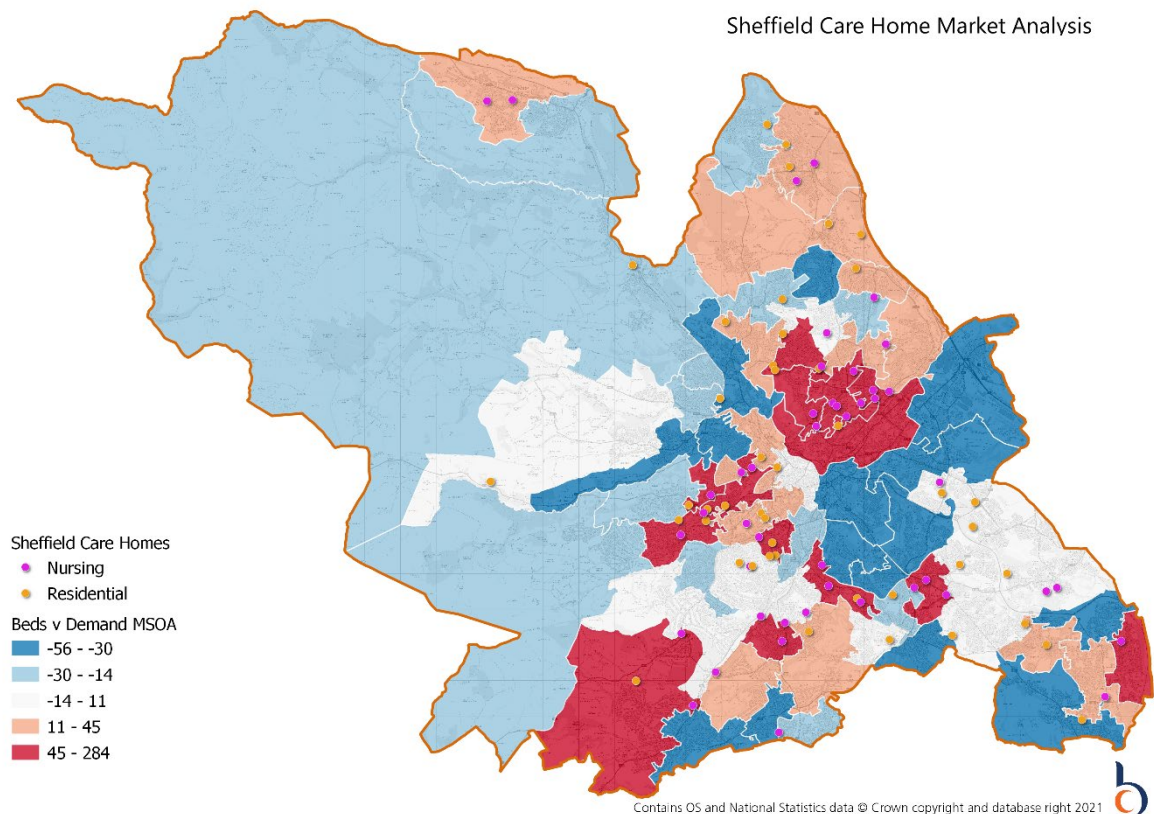 Sheffield Care Home Market Analysis
Sheffield Care Homes
Nursing
Residential
Beds v Demand MSOA
-56 - -30
-30 - -14
-14 - 11
11 - 45
45 - 284
Contains OS and National Statistics data © Crown copyright and database right 2021